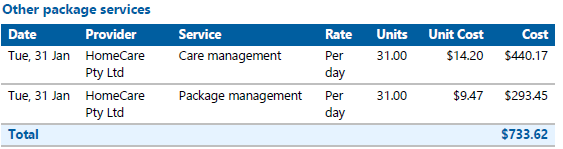 Other package services
Date Provider Service Rate Units Unit Cost Cost
Tue, 31 Jan HomeCare Care management Per 31.00 $14.20 $440.17
Pty Ltd day
Tue, 31 Jan HomeCare Package management Per 31.00 $9.47 $293.45
Pty Ltd day
Total $733.62